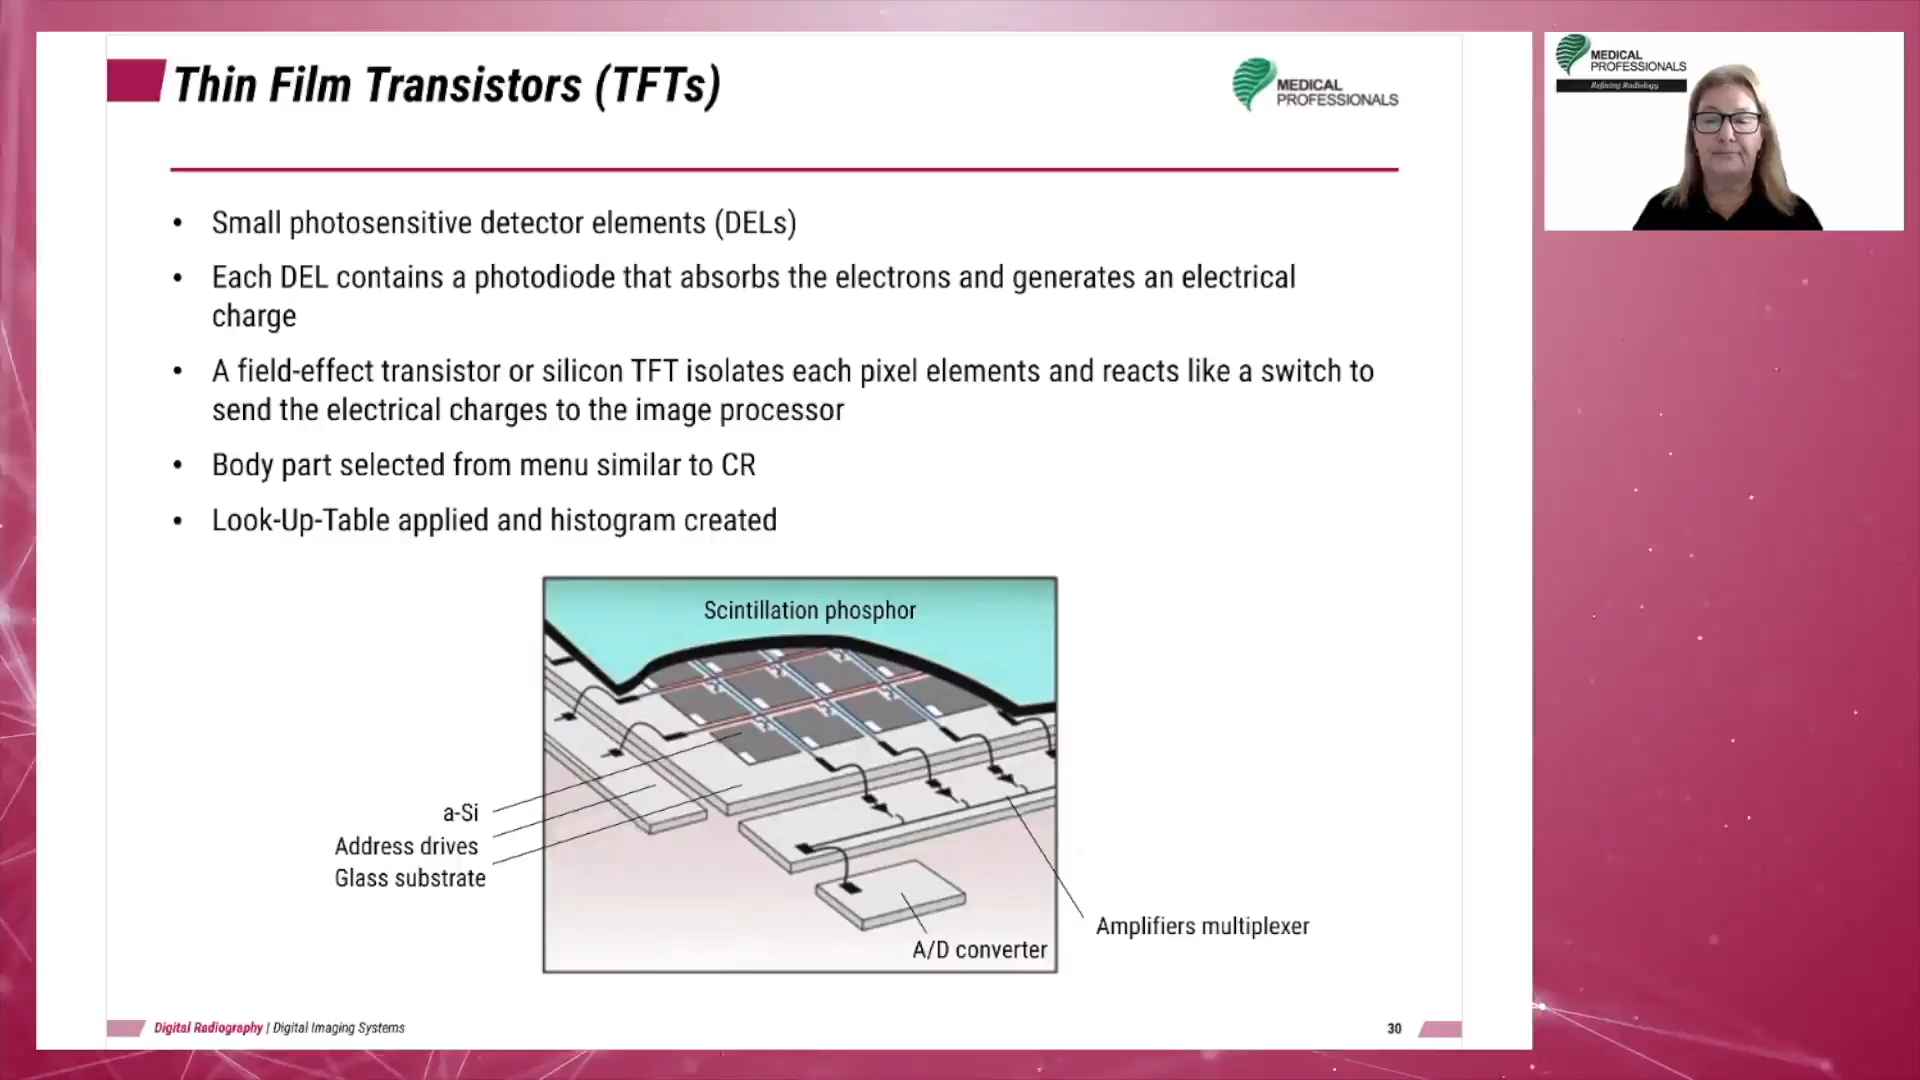 Thin Film Transistors (TFTs)
MEDICAL
PROFESSIONALS
MEDICAL
PROFESSIONALS
Refining Radiology
• Small photosensitive detector elements (DELs)
• Each DEL contains a photodiode that absorbs the electrons and generates an electrical
charge
• A field-effect transistor or silicon TFT isolates each pixel elements and reacts like a switch to
send the electrical charges to the image processor
• Body part selected from menu similar to CR
• Look-Up-Table applied and histogram created
Scintillation phosphor
a-Si
Address drives
Glass substrate
Amplifiers multiplexer
A/D converter
Digital Radiography | Digital Imaging Systems
30